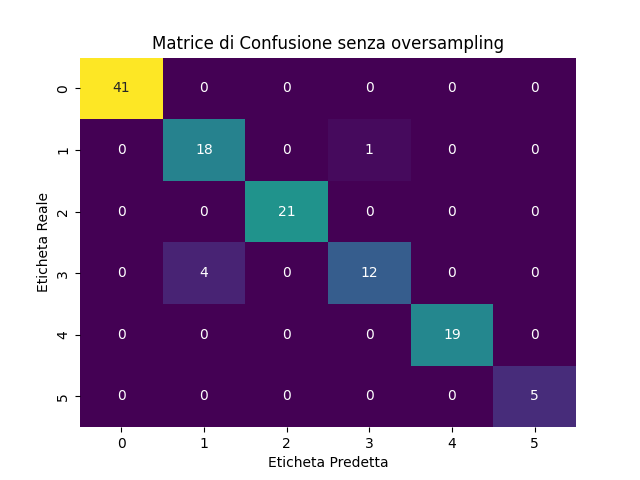 Matrice di Confusione senza oversampling
Eticheta Reale
0 41 0 0 0 0 0
1 0 18 0 1 0 0
2 0 0 21 0 0 0
3 0 4 0 12 0 0
4 0 0 0 0 19 0
5 0 0 0 0 0 5
0 1 2 3 4 5
Eticheta Predetta